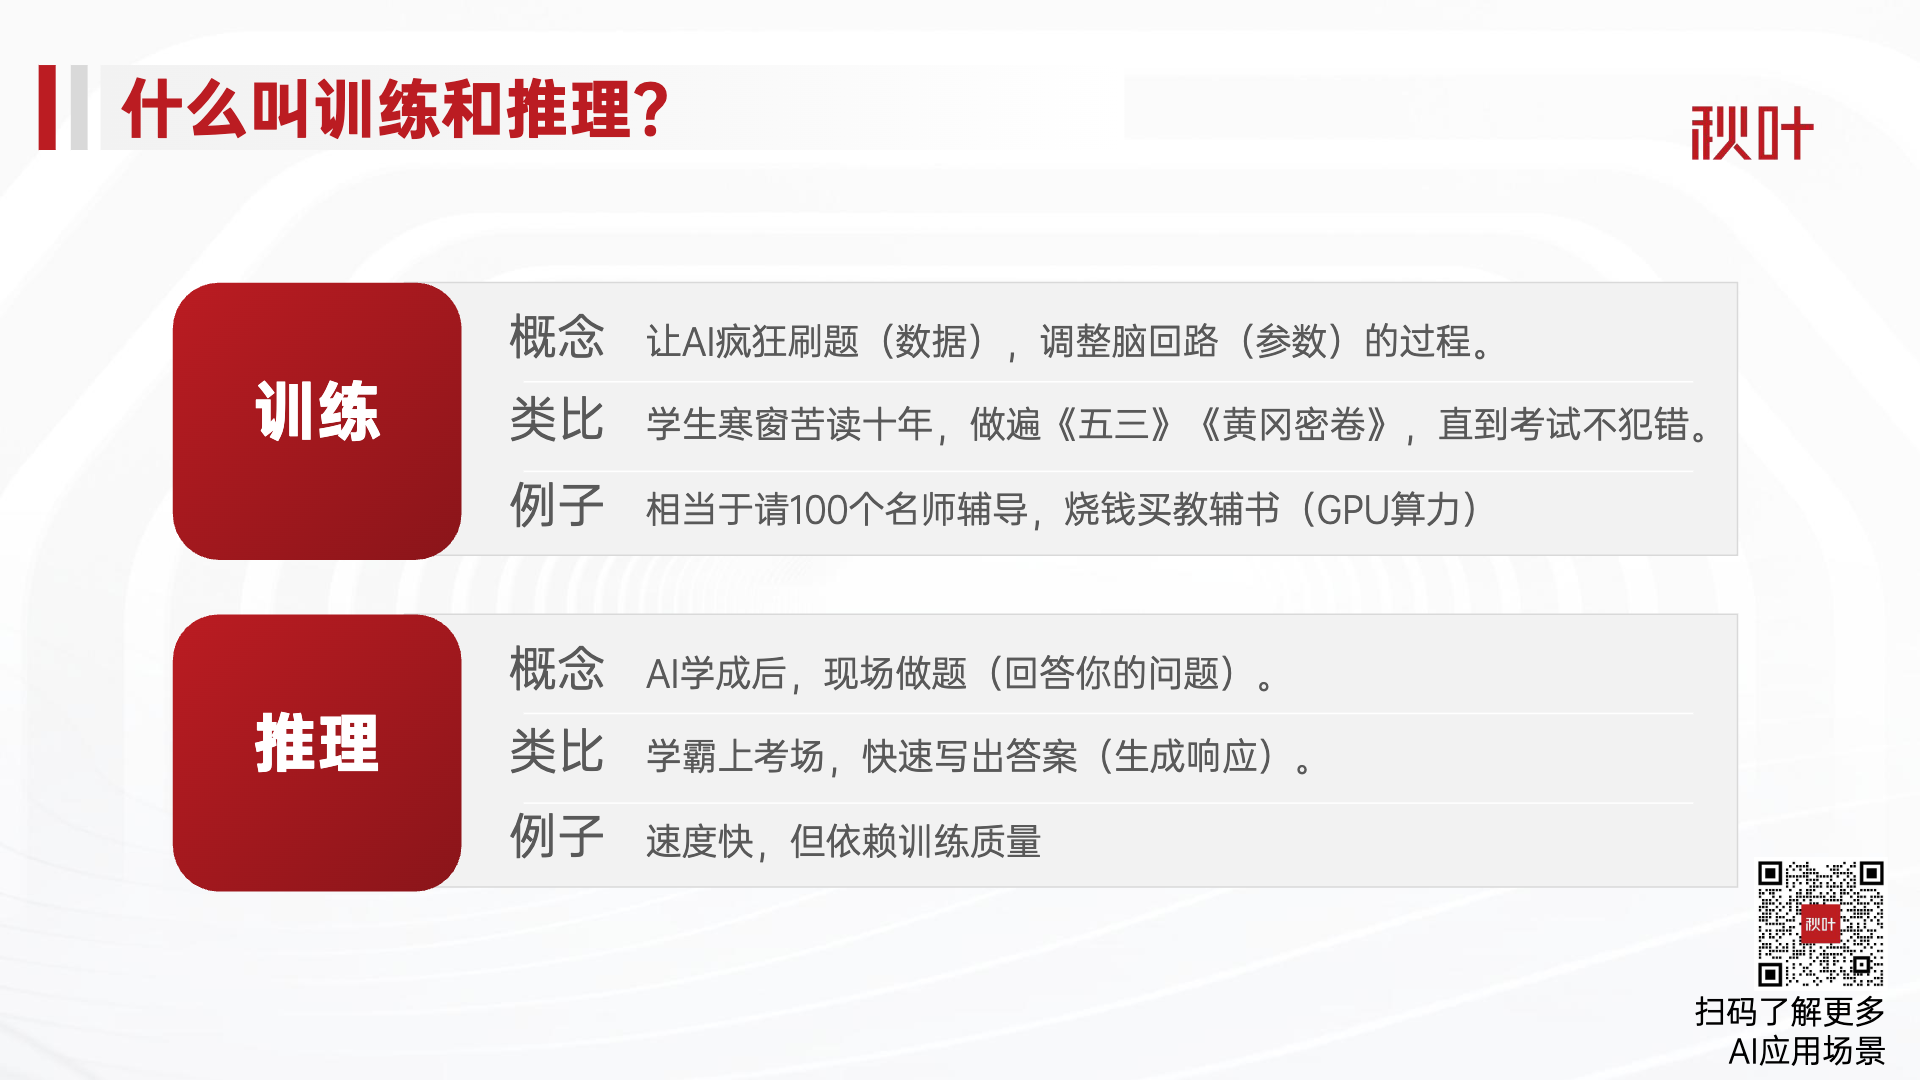 什么叫训练和推理？
秋叶
训练
概念 让AI疯狂刷题（数据），调整脑回路（参数）的过程。
类比 学生寒窗苦读十年，做遍《五三》《黄冈密卷》，直到考试不犯错。
例子 相当于请100个名师辅导，烧钱买教辅书（GPU算力）
推理
概念 AI学成后，现场做题（回答你的问题）。
类比 学霸上考场，快速写出答案（生成响应）。
例子 速度快，但依赖训练质量
秋叶
扫码了解更多
AI应用场景